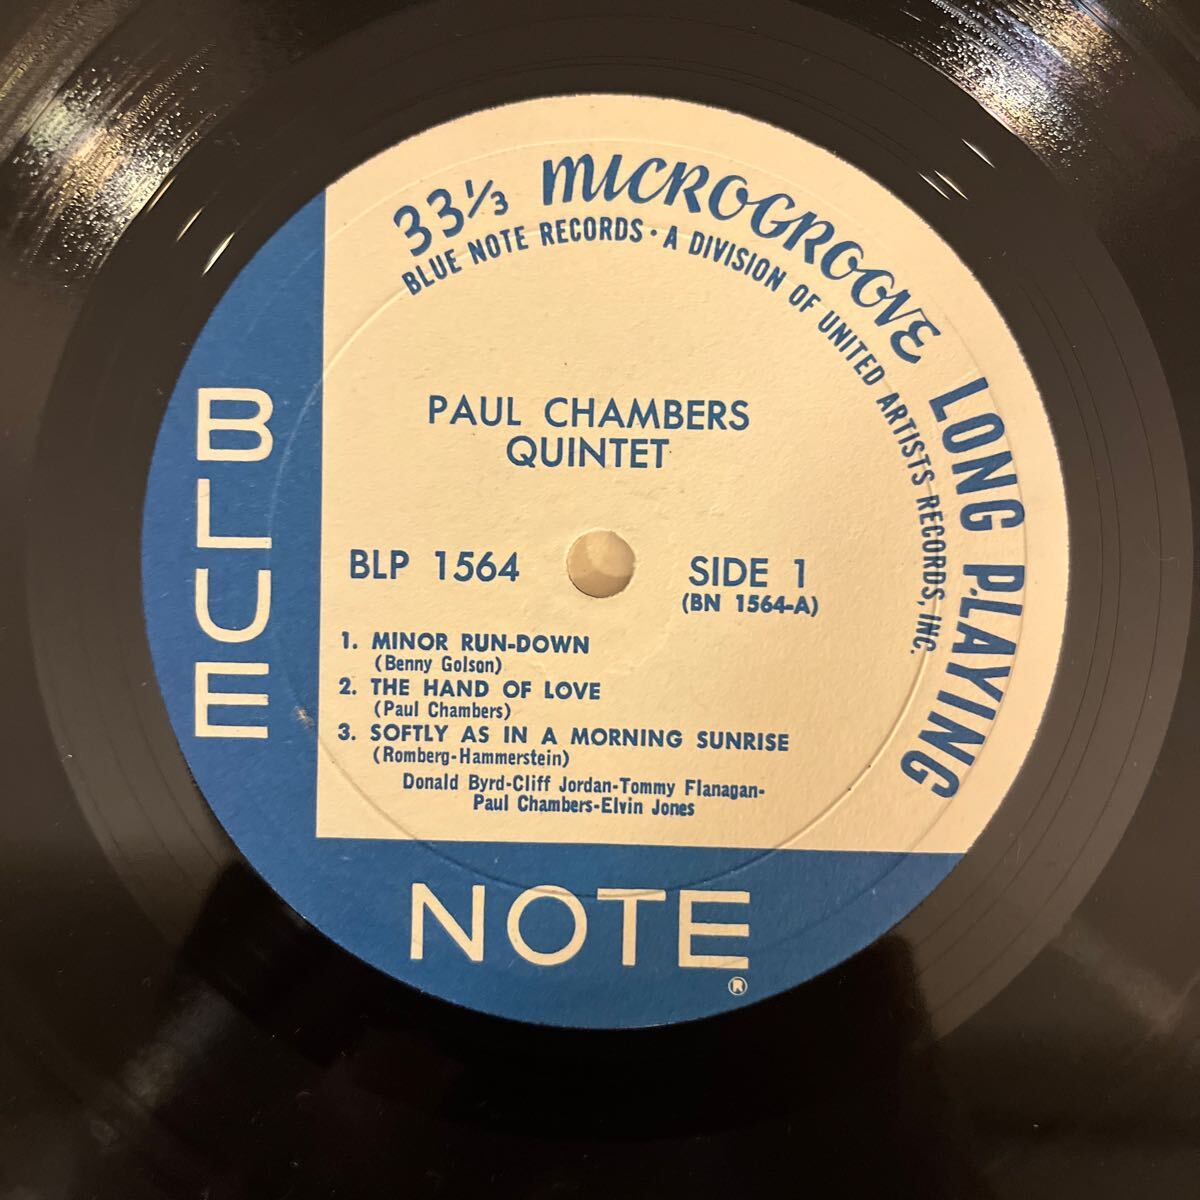 33⅓ MICROGROOVE LONG PLAYING
BLUE NOTE RECORDS · A DIVISION OF UNITED ARTISTS RECORDS, INC.
PAUL CHAMBERS
QUINTET
BLP 1564
SIDE 1
(BN 1564-A)
1. MINOR RUN-DOWN
(Benny Golson)
2. THE HAND OF LOVE
(Paul Chambers)
3. SOFTLY AS IN A MORNING SUNRISE
(Romberg-Hammerstein)
Donald Byrd-Cliff Jordan-Tommy Flanagan-
Paul Chambers-Elvin Jones
BLUE
NOTE
®